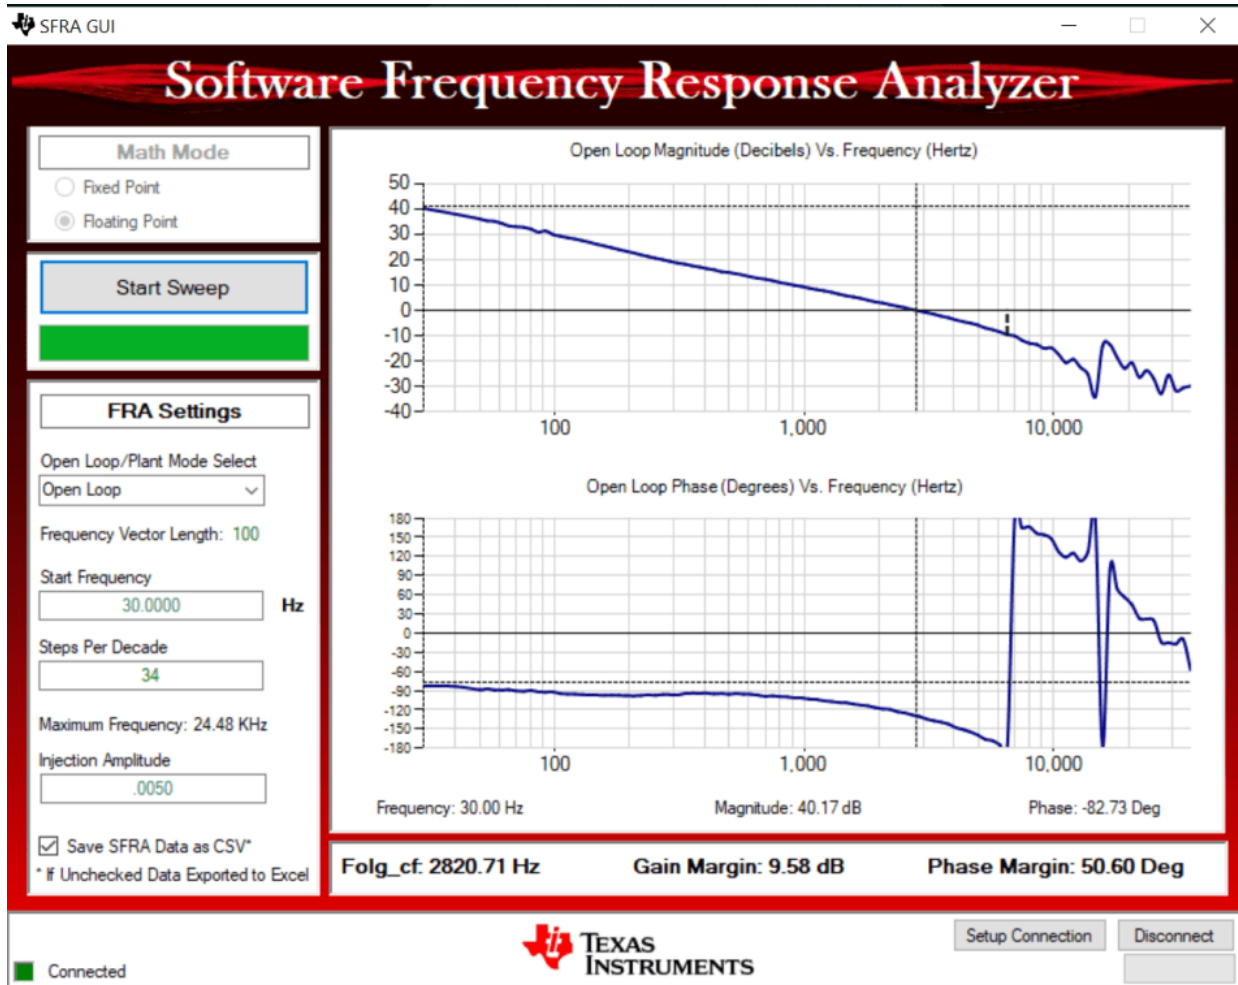 SFRA GUI
Software Frequency Response Analyzer
Math Mode
Fixed Point
Floating Point
Start Sweep
FRA Settings
Open Loop/Plant Mode Select
Open Loop
Frequency Vector Length: 100
Start Frequency
30.0000 Hz
Steps Per Decade
34
Maximum Frequency: 24.48 KHz
Injection Amplitude
.0050
Save SFRA Data as CSV*
* If Unchecked Data Exported to Excel
Open Loop Magnitude (Decibels) Vs. Frequency (Hertz)
50
40
30
20
10
0
-10
-20
-30
-40
100 1,000 10,000
Open Loop Phase (Degrees) Vs. Frequency (Hertz)
180
150
120
90
60
30
0
-30
-60
-90
-120
-150
-180
100 1,000 10,000
Frequency: 30.00 Hz Magnitude: 40.17 dB Phase: -82.73 Deg
Folg_cf: 2820.71 Hz Gain Margin: 9.58 dB Phase Margin: 50.60 Deg
Connected
TEXAS
INSTRUMENTS
Setup Connection Disconnect